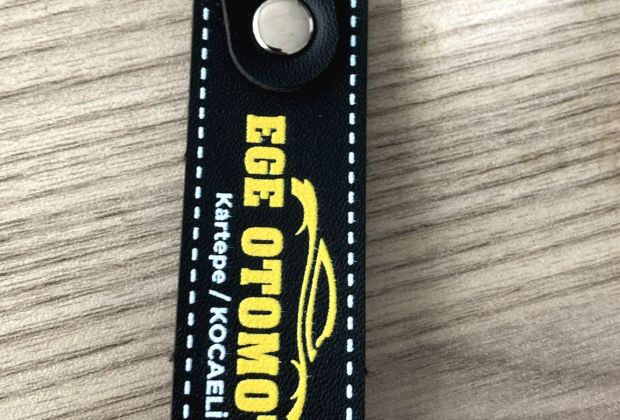 EGE OTOMO
Kartepe / KOCAELİ